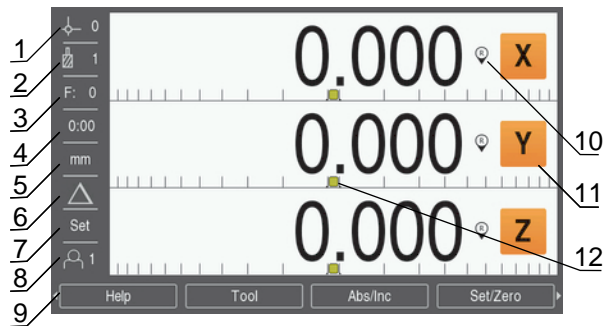 1 0
0.000 R X
2 1
3 F: 0
4 0:00
0.000 R Y
10
5 mm
11
6
7 Set
0.000 R Z
12
8 1
9 Help Tool Abs/Inc Set/Zero